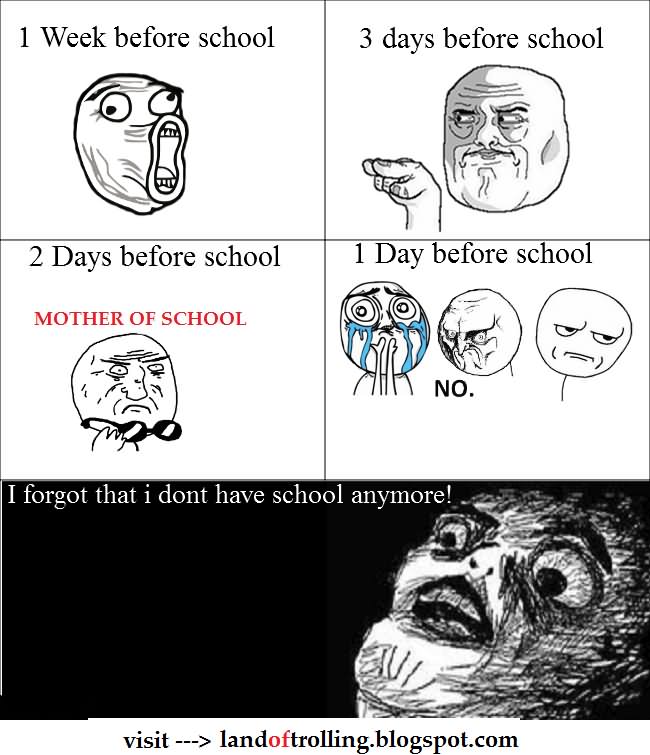 1 Week before school
3 days before school
2 Days before school
MOTHER OF SCHOOL
1 Day before school
NO.
I forgot that i dont have school anymore!
visit ---> landoftrolling.blogspot.com